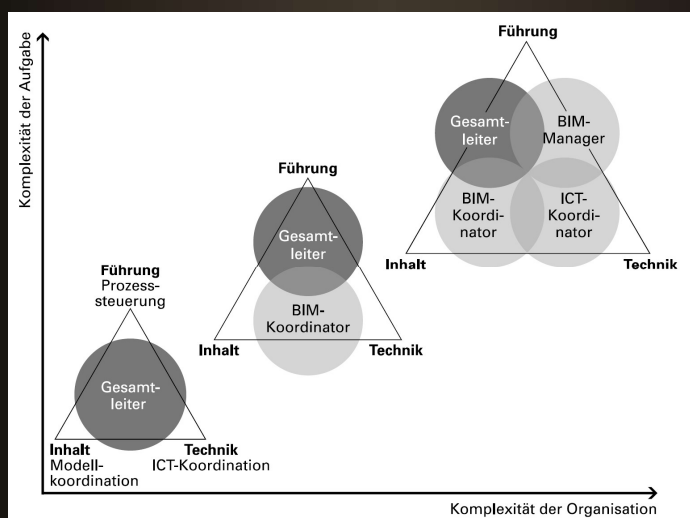 Komplexität der Aufgabe
Führung
Gesamt-
leiter
BIM-
Manager
BIM-
Koordi-
nator
ICT-
Koordi-
nator
Inhalt
Technik
Führung
Gesamt-
leiter
BIM-
Koordinator
Inhalt
Technik
Führung
Prozess-
steuerung
Gesamt-
leiter
Inhalt
Modell-
koordination
Technik
ICT-Koordination
Komplexität der Organisation